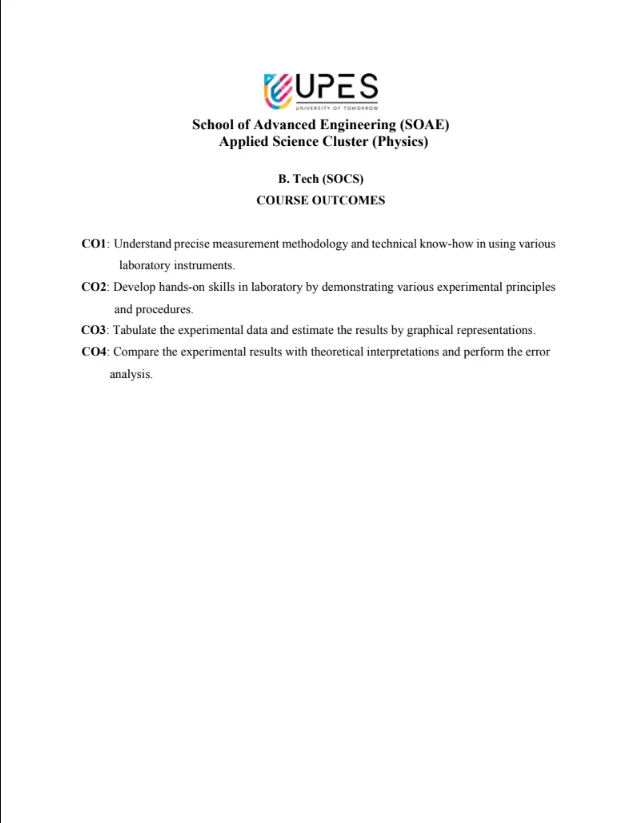 UPES
UNIVERSITY OF TOMORROW
School of Advanced Engineering (SOAE)
Applied Science Cluster (Physics)
B. Tech (SOCS)
COURSE OUTCOMES
CO1: Understand precise measurement methodology and technical know-how in using various
laboratory instruments.
CO2: Develop hands-on skills in laboratory by demonstrating various experimental principles
and procedures.
CO3: Tabulate the experimental data and estimate the results by graphical representations.
CO4: Compare the experimental results with theoretical interpretations and perform the error
analysis.